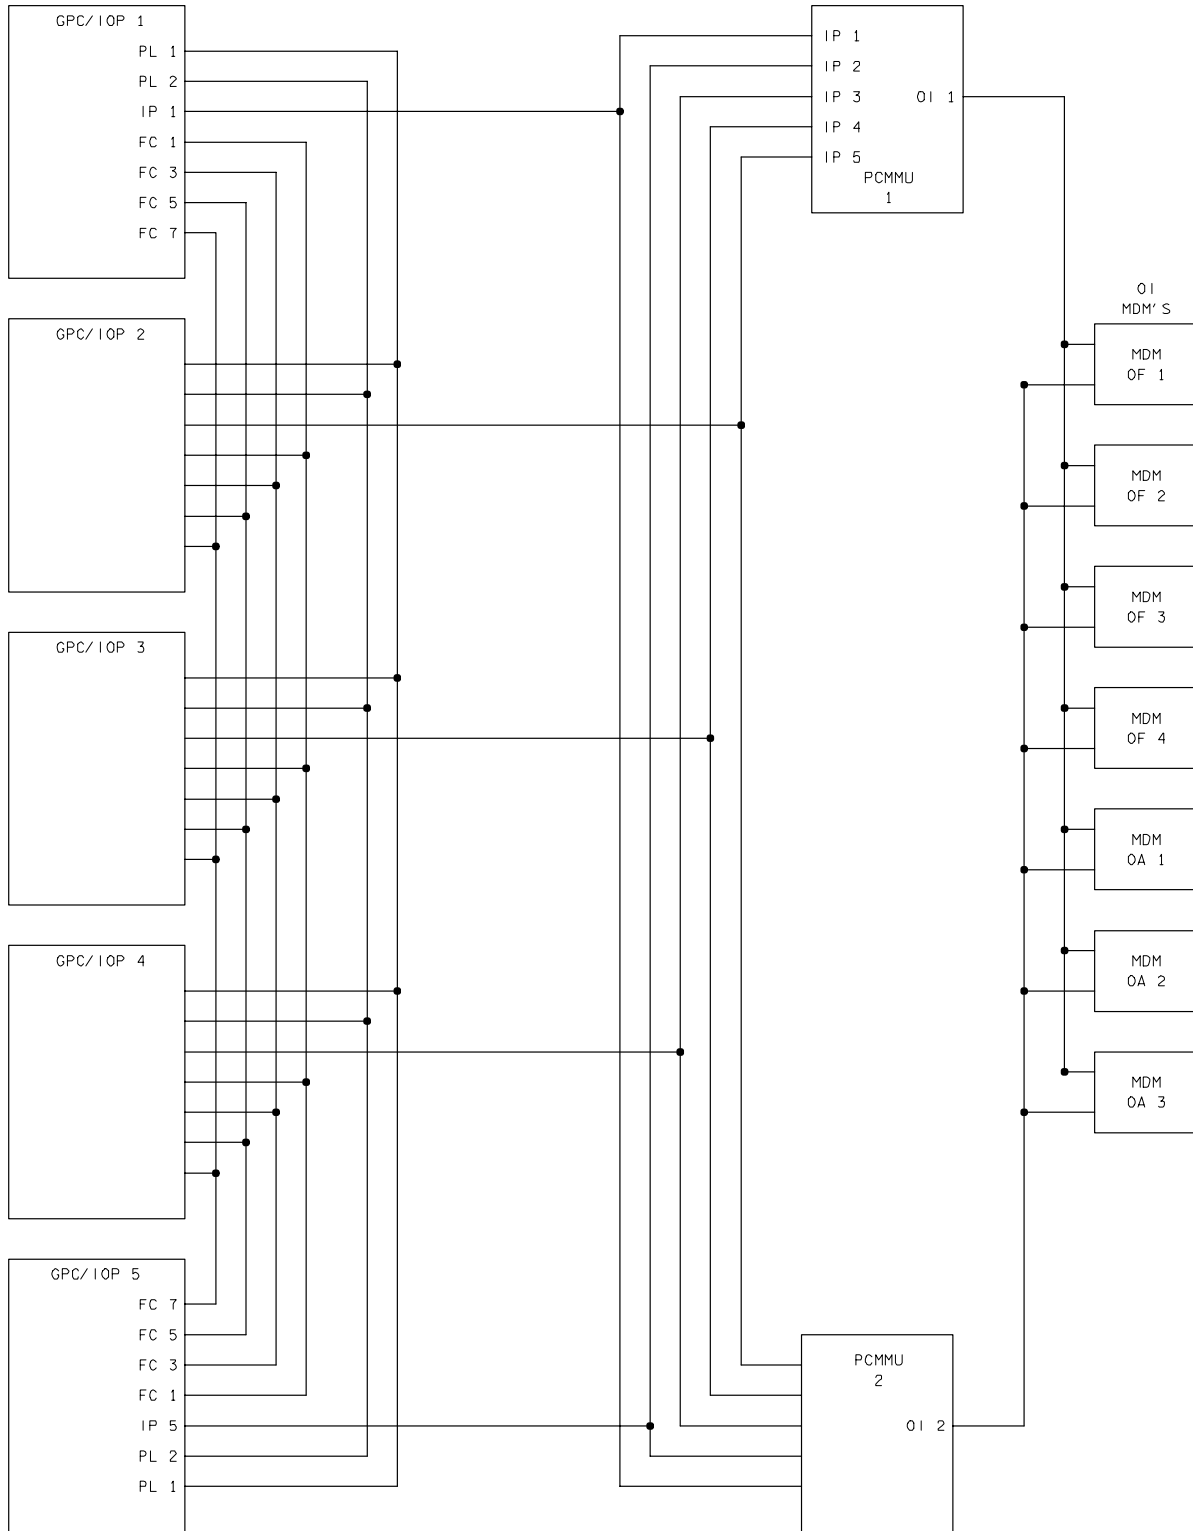 GPC/IOP 1
PL 1
PL 2
IP 1
FC 1
FC 3
FC 5
FC 7
GPC/IOP 2
GPC/IOP 3
GPC/IOP 4
GPC/IOP 5
FC 7
FC 5
FC 3
FC 1
IP 5
PL 2
PL 1
IP 1
IP 2
IP 3
OI 1
IP 4
IP 5
PCMMU
1
PCMMU
2
OI 2
OI
MDM'S
MDM
OF 1
MDM
OF 2
MDM
OF 3
MDM
OF 4
MDM
OA 1
MDM
OA 2
MDM
OA 3